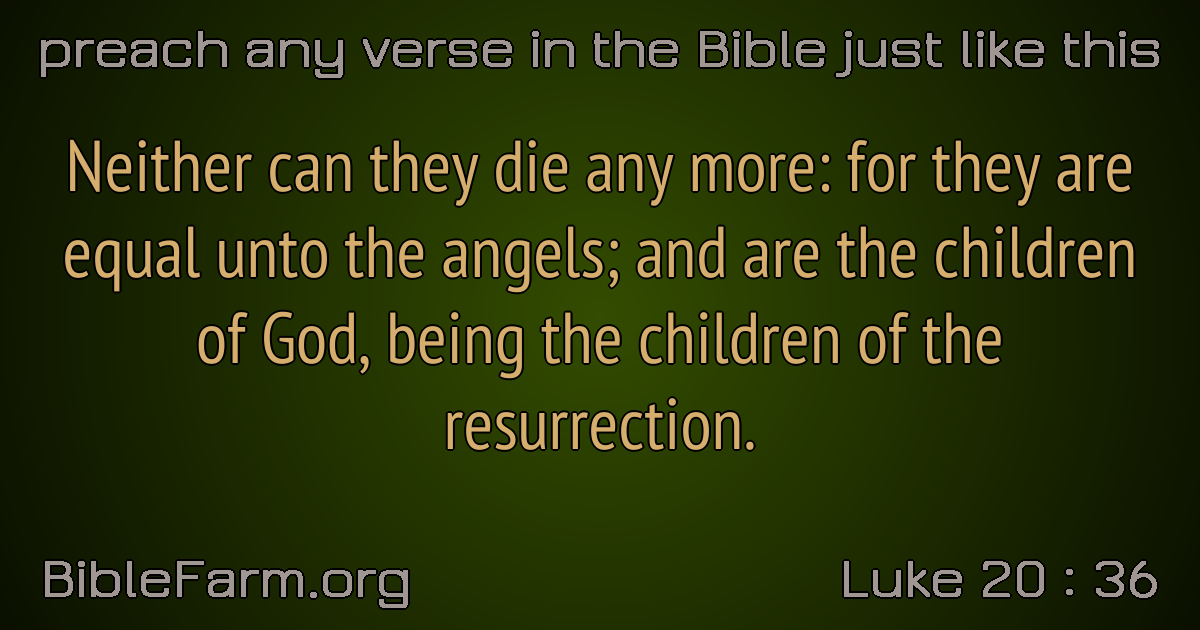 preach any verse in the Bible just like this
Neither can they die any more: for they are
equal unto the angels; and are the children
of God, being the children of the
resurrection.
BibleFarm.org
Luke 20 : 36